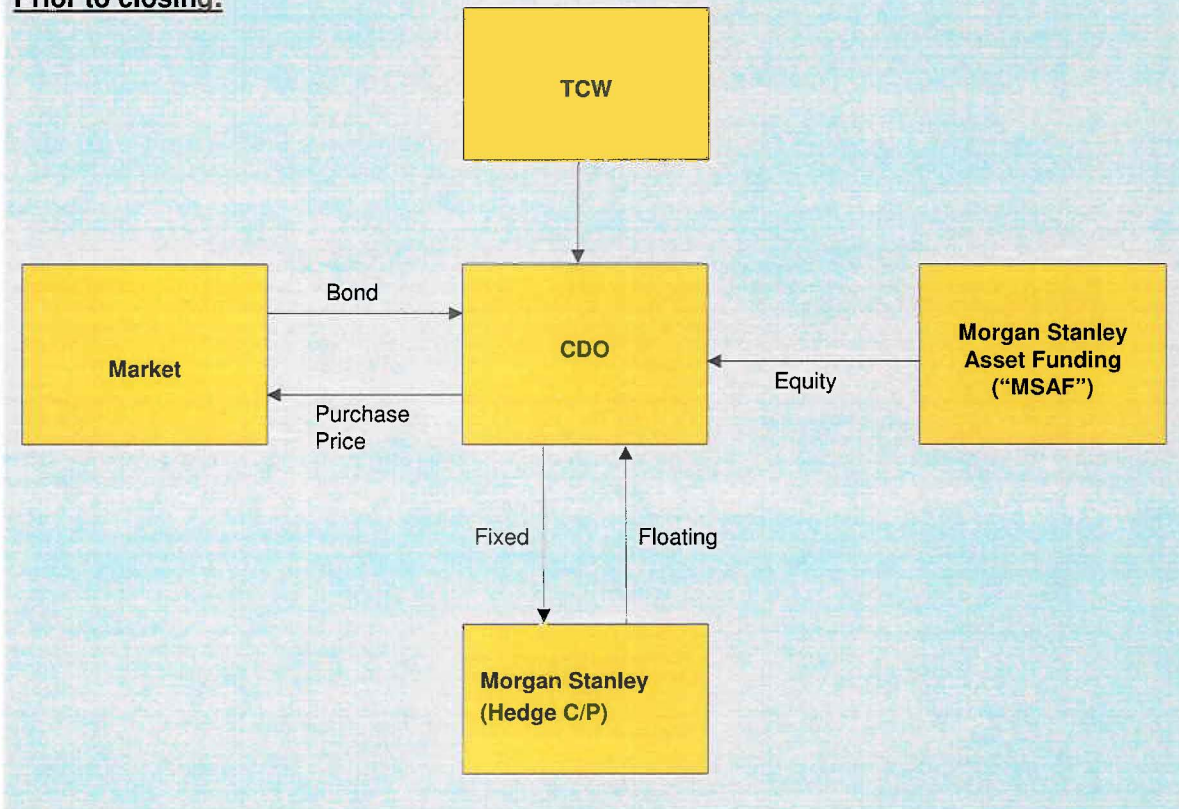 Prior to closing:
TCW
Bond
Market
CDO
Morgan Stanley
Asset Funding
(“MSAF”)
Equity
Purchase
Price
Fixed
Floating
Morgan Stanley
(Hedge C/P)